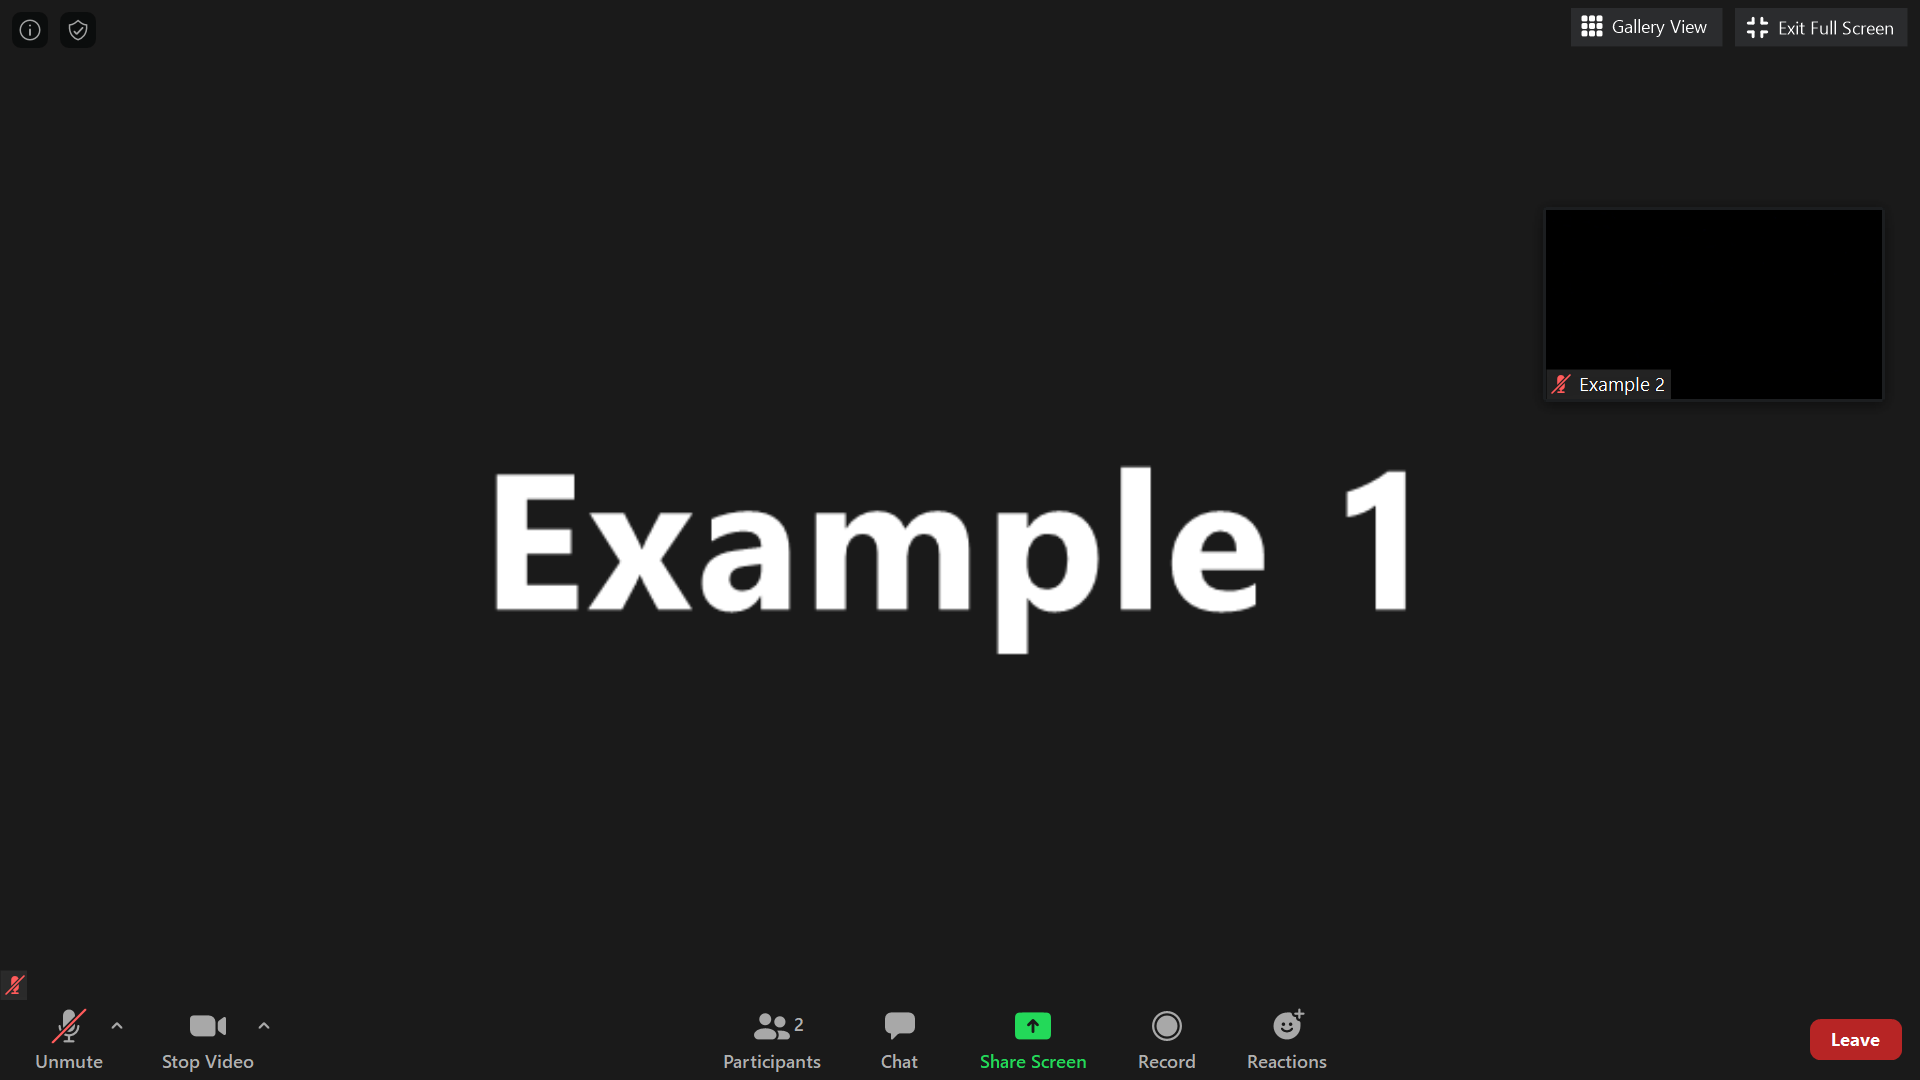 Gallery View
Exit Full Screen
Example 2
Example 1
2
Unmute
Stop Video
Participants
Chat
Share Screen
Record
Reactions
Leave